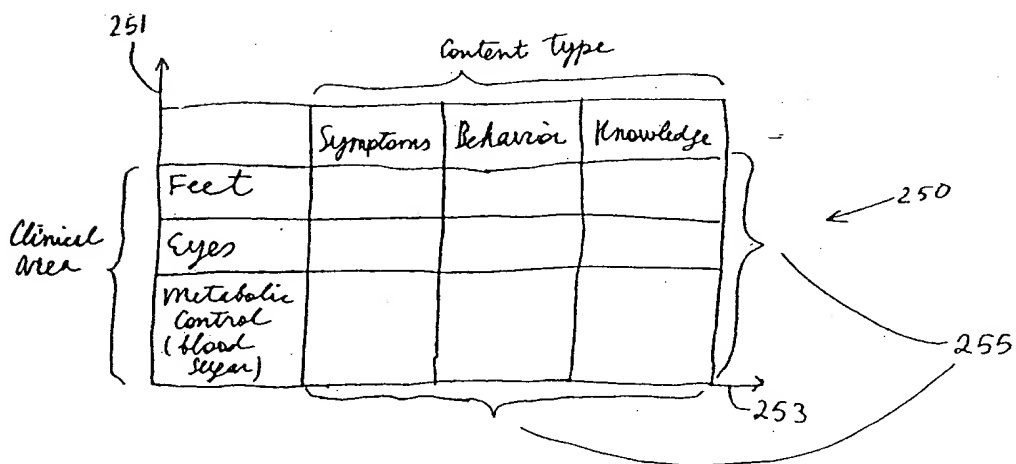 251
Content type
Symptoms Behavior Knowledge
Feet
250
Clinical area
Eyes
Metabolic
Control
(blood
sugar)
255
253